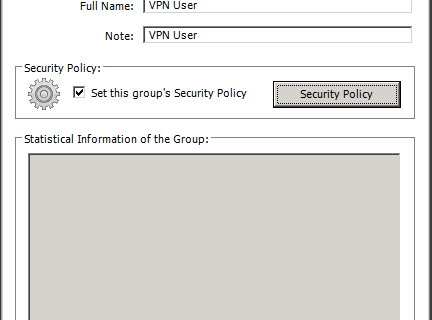 Full Name: VPN User
Note: VPN User
Security Policy:
Set this group's Security Policy
Security Policy
Statistical Information of the Group: